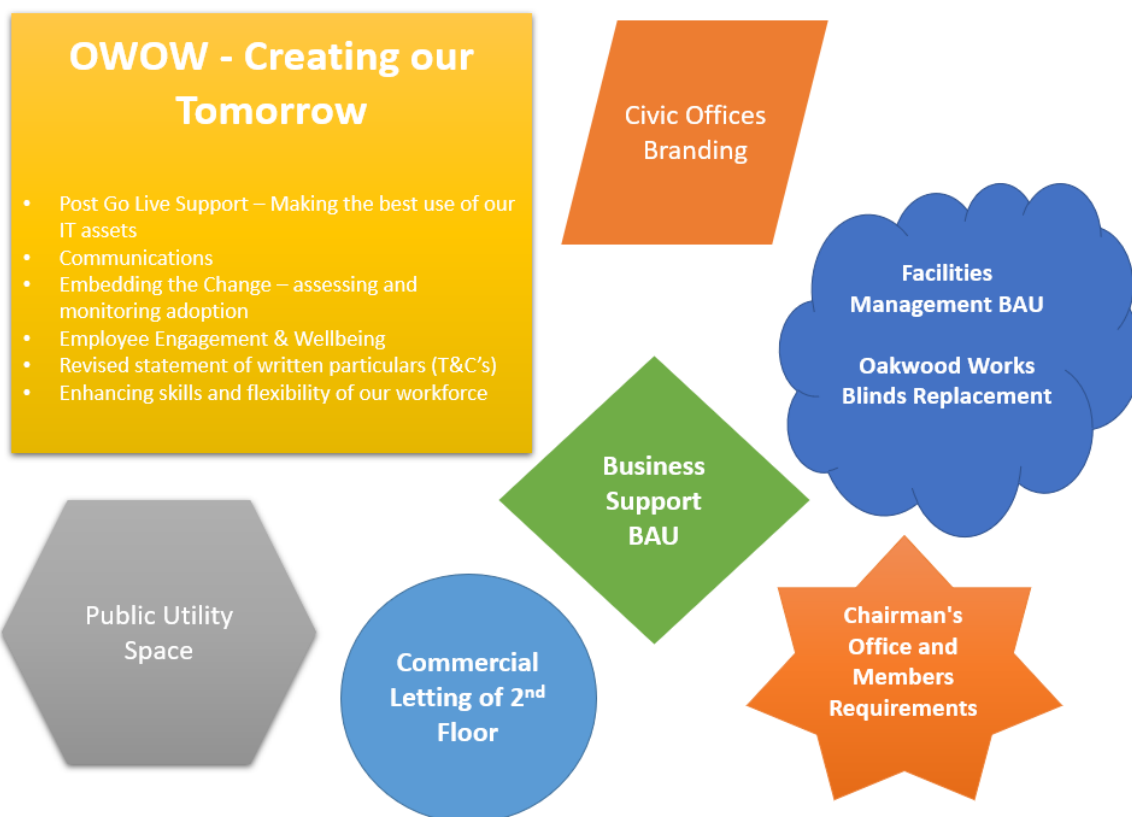 OWOW - Creating our
Tomorrow
• Post Go Live Support – Making the best use of our
IT assets
• Communications
• Embedding the Change – assessing and
monitoring adoption
• Employee Engagement & Wellbeing
• Revised statement of written particulars (T&C’s)
• Enhancing skills and flexibility of our workforce
Civic Offices
Branding
Facilities
Management BAU
Oakwood Works
Blinds Replacement
Business
Support
BAU
Public Utility
Space
Commercial
Letting of 2nd
Floor
Chairman's
Office and
Members
Requirements